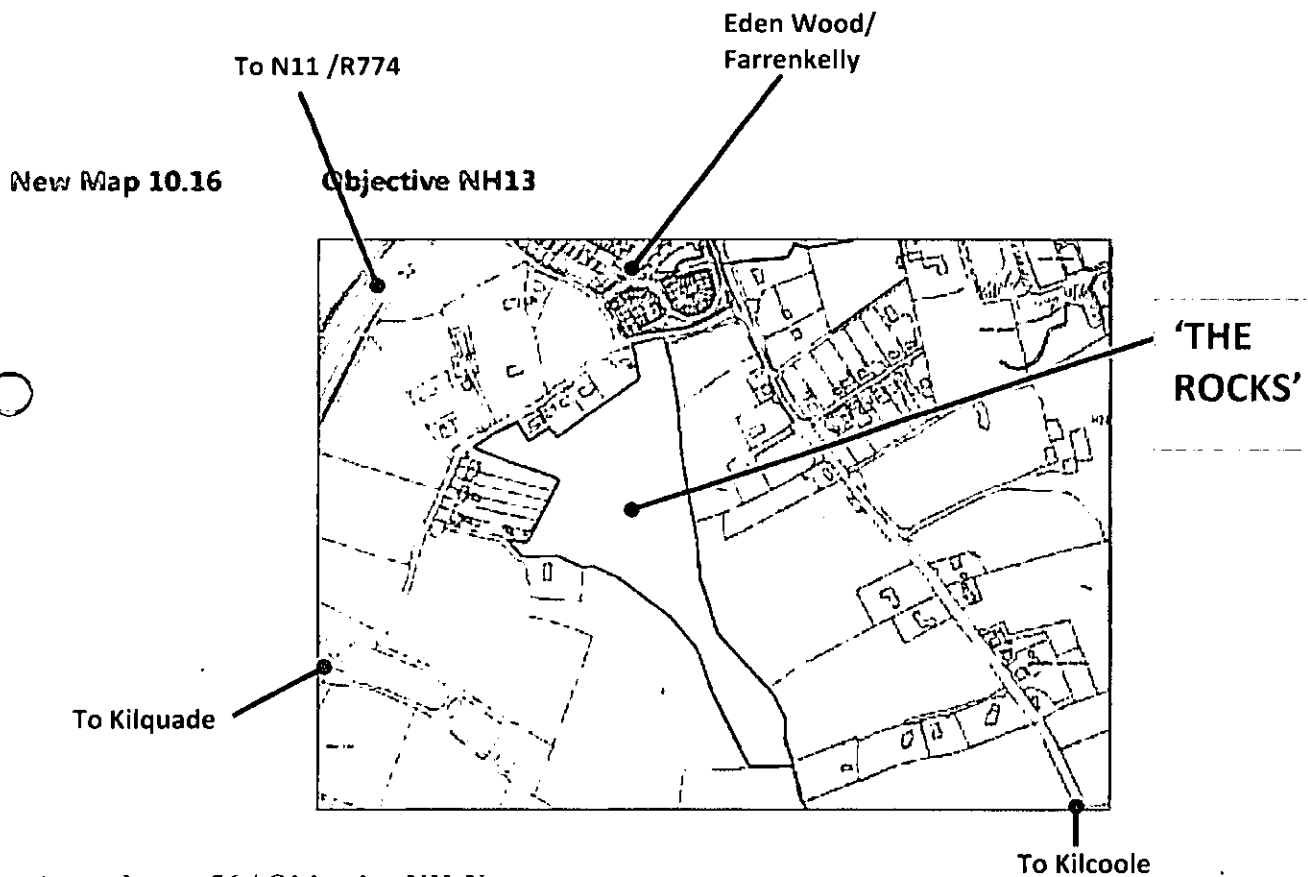 Eden Wood/
Farrenkelly
To N11 /R774
New Map 10.16 Objective NH13
'THE
ROCKS'
To Kilquade
To Kilcoole